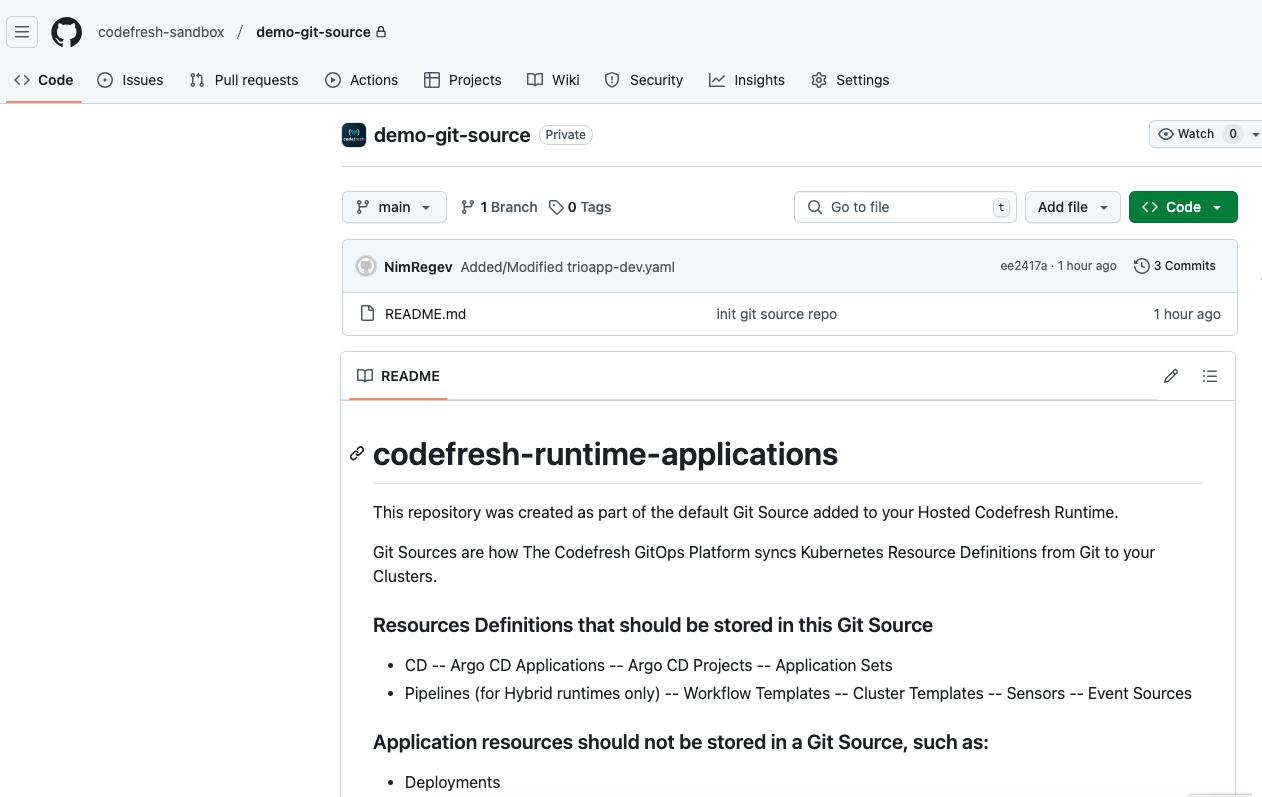 codefresh-sandbox / demo-git-source
Code Issues Pull requests Actions Projects Wiki Security Insights Settings
demo-git-source Private
Watch 0
main 1 Branch 0 Tags Go to file t Add file Code
NimRegev Added/Modified trioapp-dev.yaml ee2417a · 1 hour ago 3 Commits
README.md init git source repo 1 hour ago
README
codefresh-runtime-applications
This repository was created as part of the default Git Source added to your Hosted Codefresh Runtime.
Git Sources are how The Codefresh GitOps Platform syncs Kubernetes Resource Definitions from Git to your
Clusters.
Resources Definitions that should be stored in this Git Source
• CD -- Argo CD Applications -- Argo CD Projects -- Application Sets
• Pipelines (for Hybrid runtimes only) -- Workflow Templates -- Cluster Templates -- Sensors -- Event Sources
Application resources should not be stored in a Git Source, such as:
• Deployments